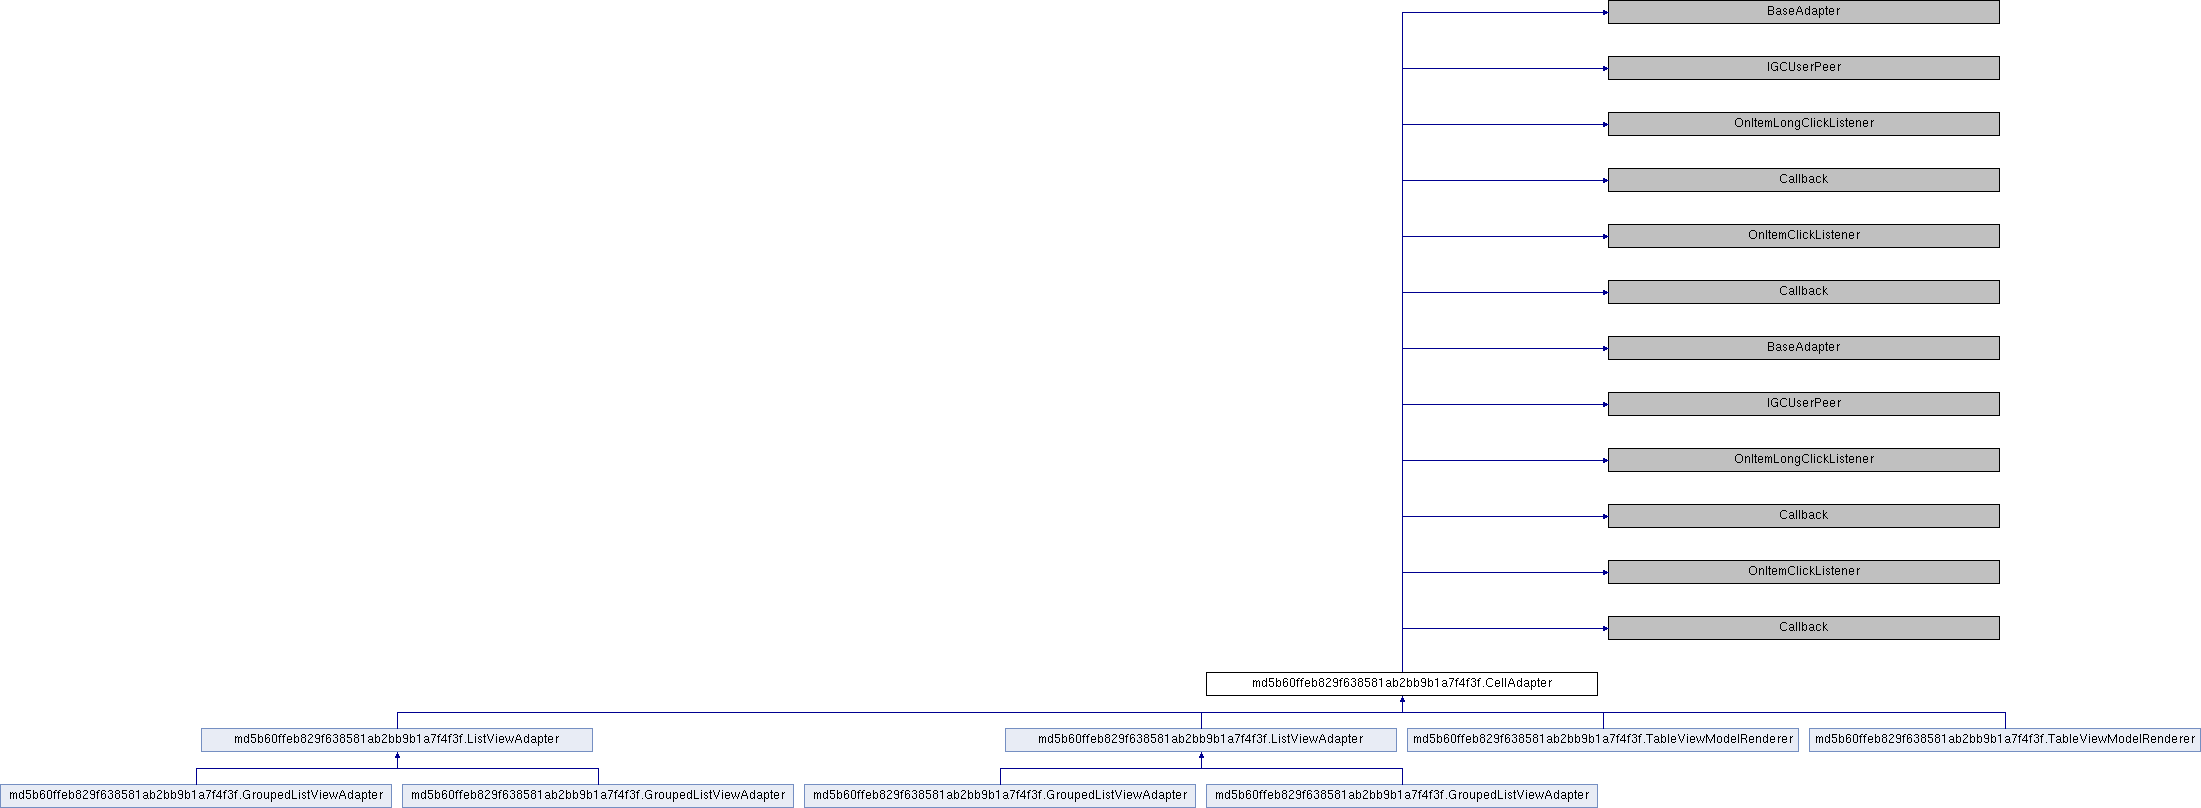 BaseAdapter
IGCUserPeer
OnItemLongClickListener
Callback
OnItemClickListener
Callback
BaseAdapter
IGCUserPeer
OnItemLongClickListener
Callback
OnItemClickListener
Callback
md5b60ffeb829f638581ab2bb9b1a7f4f3f.CellAdapter
md5b60ffeb829f638581ab2bb9b1a7f4f3f.ListViewAdapter
md5b60ffeb829f638581ab2bb9b1a7f4f3f.ListViewAdapter
md5b60ffeb829f638581ab2bb9b1a7f4f3f.TableViewModelRenderer
md5b60ffeb829f638581ab2bb9b1a7f4f3f.TableViewModelRenderer
md5b60ffeb829f638581ab2bb9b1a7f4f3f.GroupedListViewAdapter
md5b60ffeb829f638581ab2bb9b1a7f4f3f.GroupedListViewAdapter
md5b60ffeb829f638581ab2bb9b1a7f4f3f.GroupedListViewAdapter
md5b60ffeb829f638581ab2bb9b1a7f4f3f.GroupedListViewAdapter